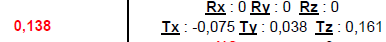 Rx : 0 Ry : 0 Rz : 0
0,138 Tx : -0,075 Ty : 0,038 Tz : 0,161